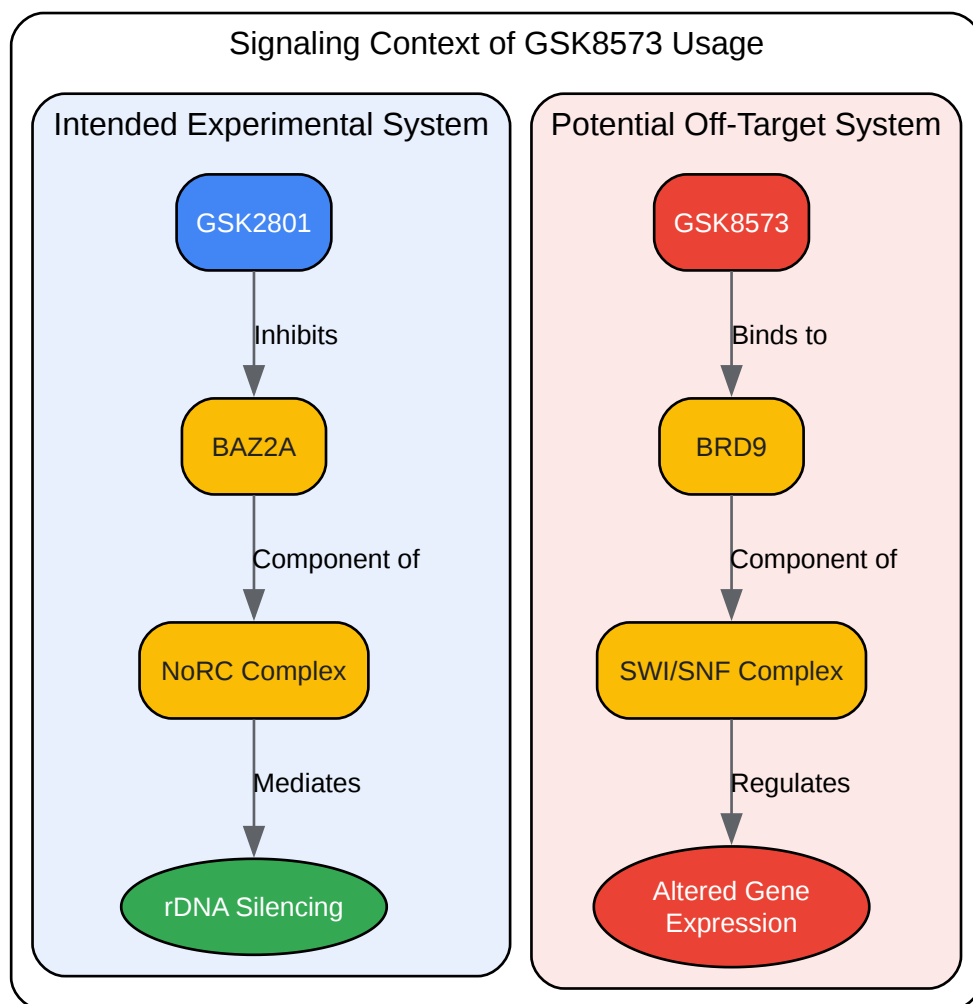 Signaling Context of GSK8573 Usage
Intended Experimental System
GSK2801
Inhibits
BAZ2A
Component of
NoRC Complex
Mediates
rDNA Silencing
Potential Off-Target System
GSK8573
Binds to
BRD9
Component of
SWI/SNF Complex
Regulates
Altered Gene
Expression